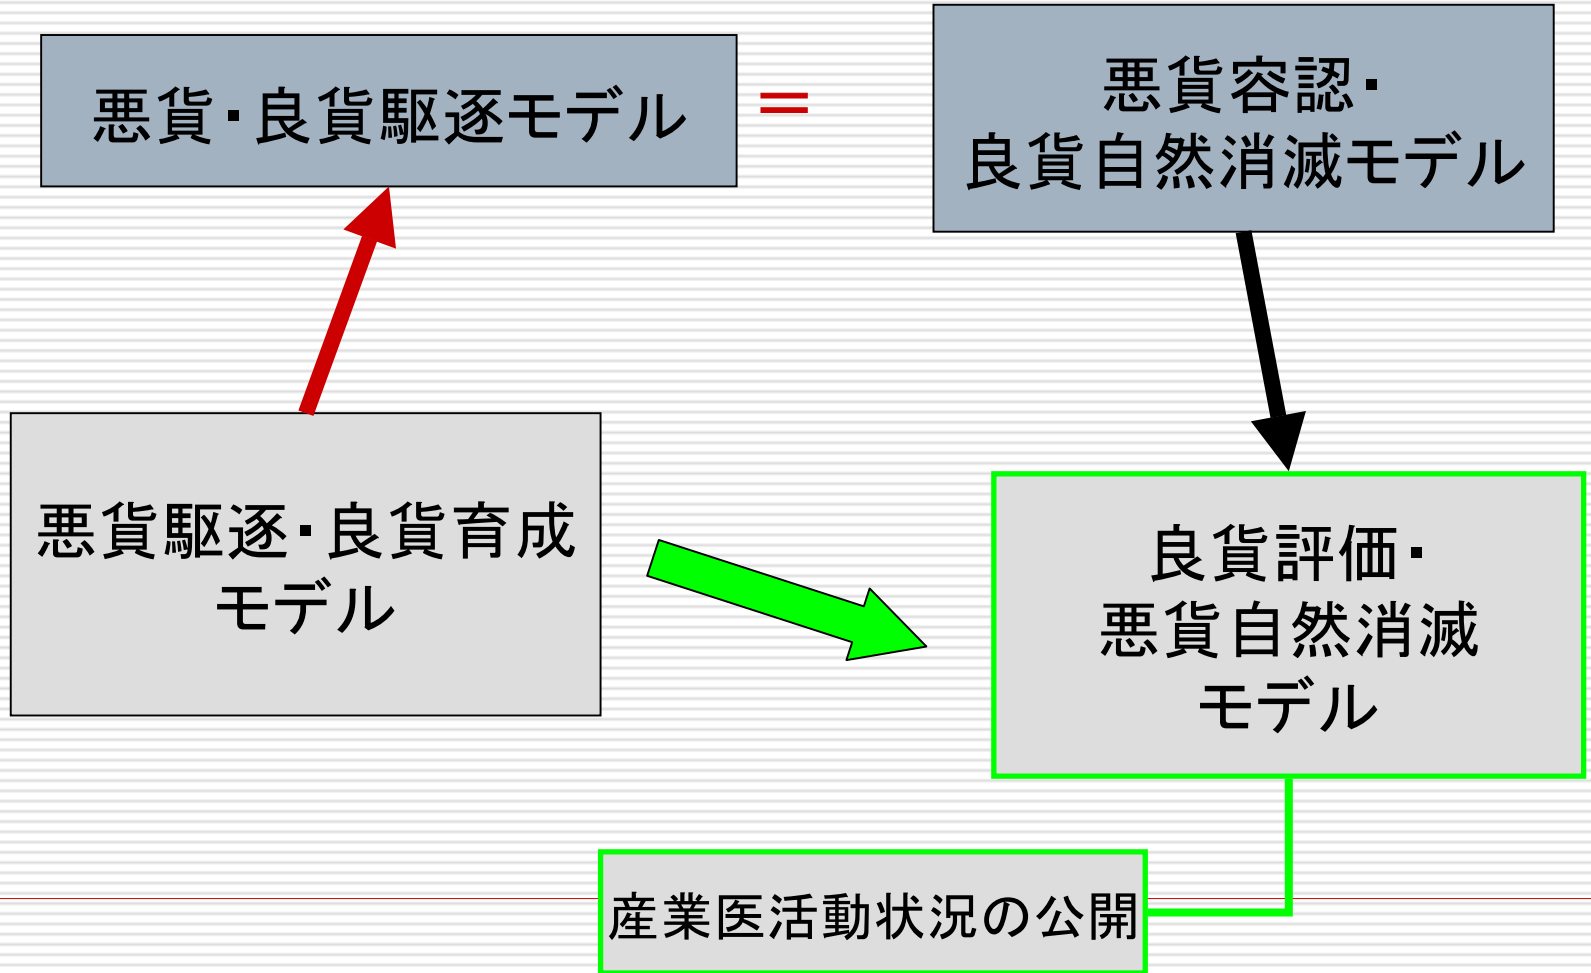 悪貨・良貨駆逐モデル
＝
悪貨容認・
良貨自然消滅モデル
悪貨駆逐・良貨育成
モデル
良貨評価・
悪貨自然消滅
モデル
産業医活動状況の公開